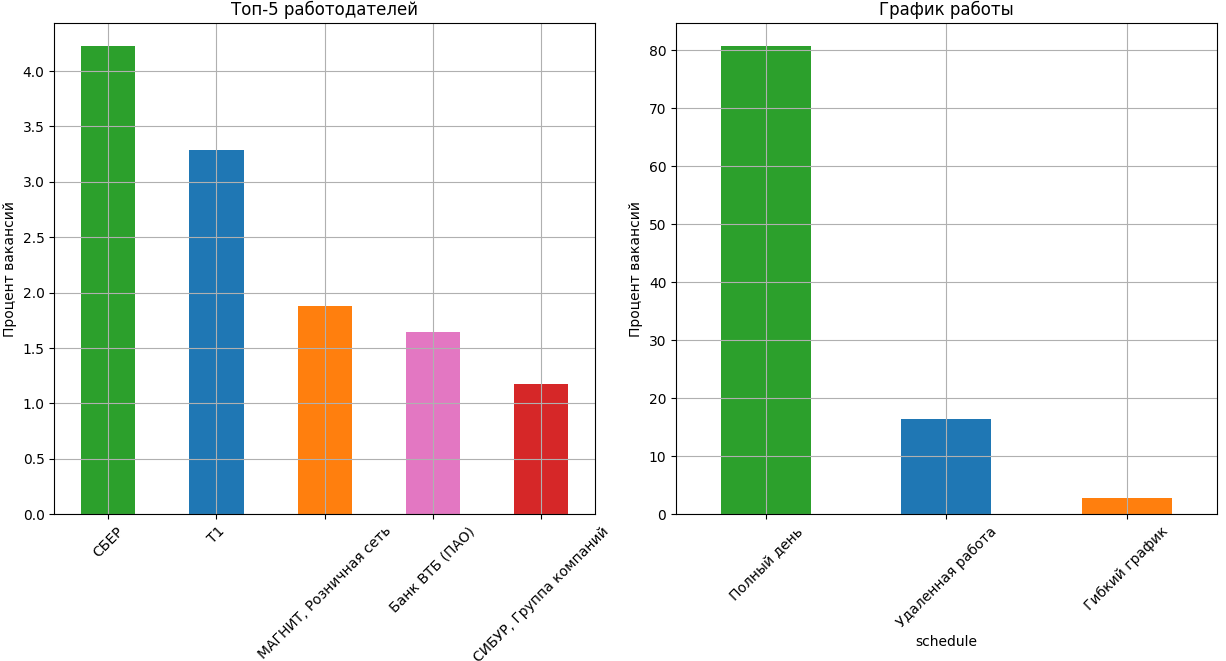 Топ-5 работодателей
Процент вакансий
4.0
3.5
3.0
2.5
2.0
1.5
1.0
0.5
0.0
СБЕР
Т1
МАГНИТ, Розничная сеть
Банк ВТБ (ПАО)
СИБУР, Группа компаний
График работы
Процент вакансий
80
70
60
50
40
30
20
10
0
Полный день
Удаленная работа
Гибкий график
schedule